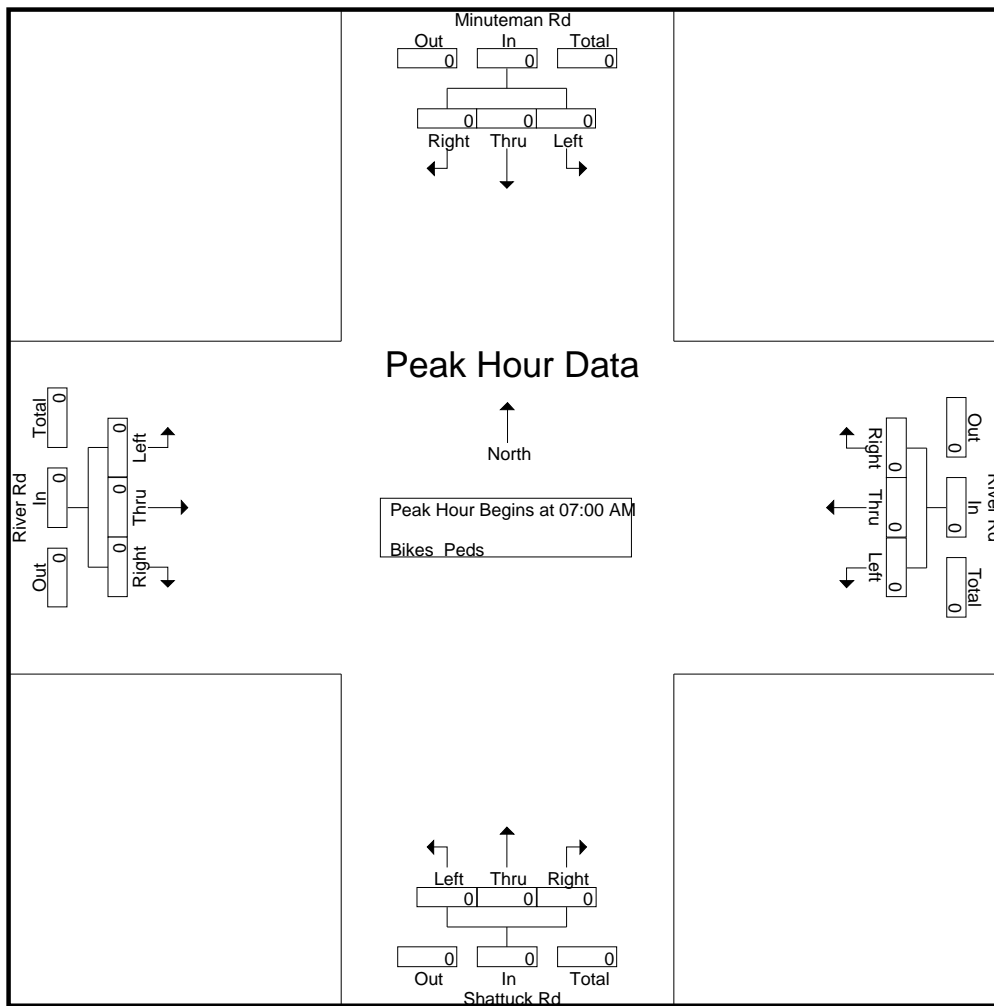 Minuteman Rd
Out In Total
0 0 0
0 0 0
Right Thru Left
Peak Hour Data
North
Peak Hour Begins at 07:00 AM
Bikes Peds
River Rd
Total In Out
0 0 0
0 0 0
Left Thru Right
River Rd
Out In Total
0 0 0
0 0 0
Right Thru Left
Left Thru Right
0 0 0
0 0 0
Out In Total
Shattuck Rd